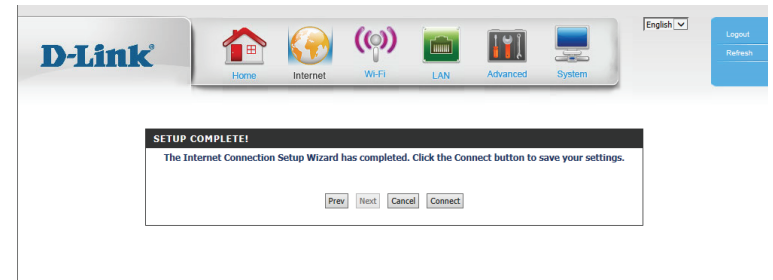 English
Logout
Refresh
D-Link
Home Internet Wi-Fi LAN Advanced System
SETUP COMPLETE!
The Internet Connection Setup Wizard has completed. Click the Connect button to save your settings.
Prev Next Cancel Connect